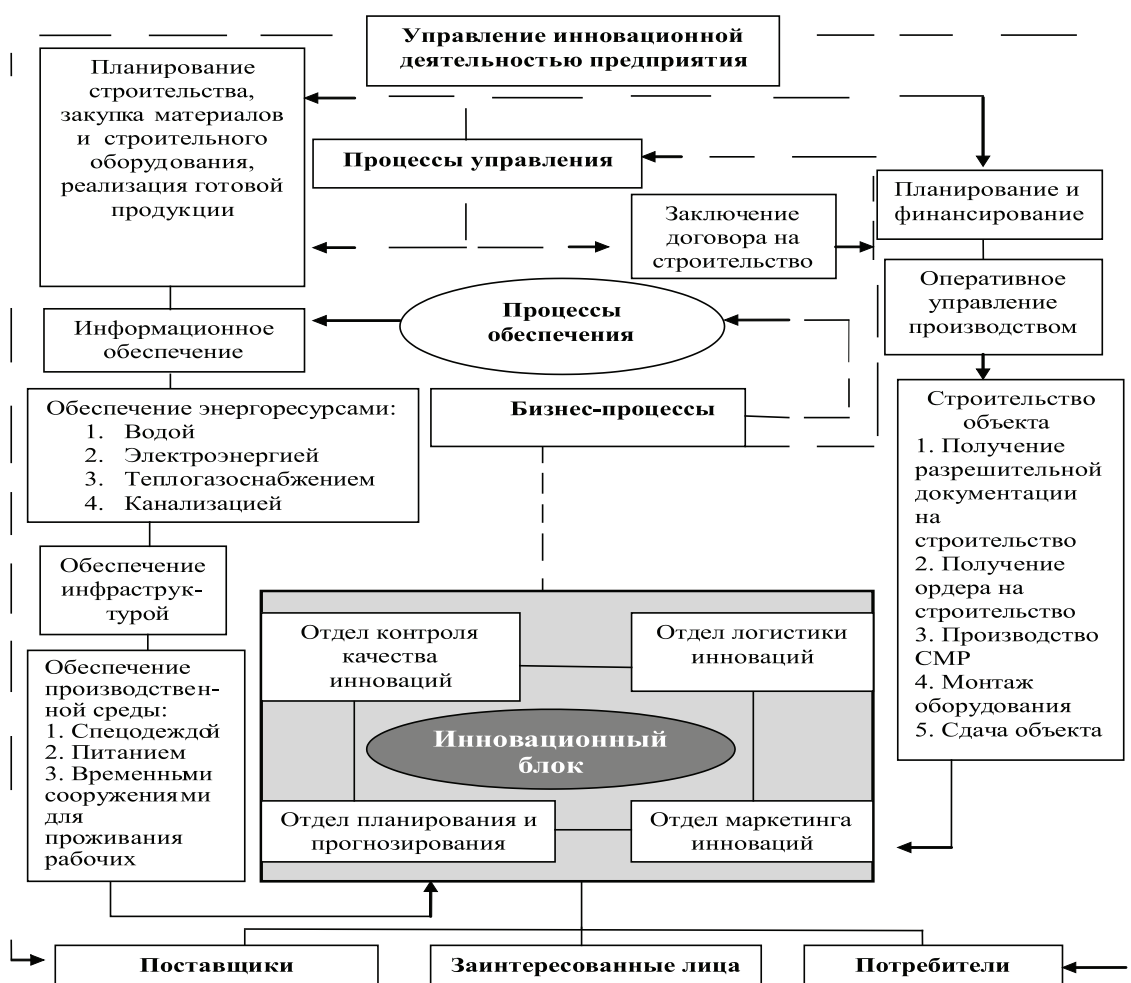 Управление инновационной
деятельностью предприятия
Планирование
строительства,
закупка материалов
и строительного
оборудования,
реализация готовой
продукции
Процессы управления
Заключение
договора на
строительство
Планирование и
финансирование
Оперативное
управление
производством
Процессы
обеспечения
Информационное
обеспечение
Бизнес-процессы
Обеспечение энергоресурсами:
1. Водой
2. Электроэнергией
3. Теплогазоснабжением
4. Канализацией
Строительство
объекта
1. Получение
разрешительной
документации
на
строительство
2. Получение
ордера на
строительство
3. Производство
СМР
4. Монтаж
оборудования
5. Сдача объекта
Обеспечение
инфраструк-
турой
Обеспечение
производствен-
ной среды:
1. Спецодеждой
2. Питанием
3. Временными
сооружениями
для
проживания
рабочих
Отдел контроля
качества
инноваций
Отдел логистики
инноваций
Инновационный
блок
Отдел планирования и
прогнозирования
Отдел маркетинга
инноваций
Поставщики
Заинтересованные лица
Потребители